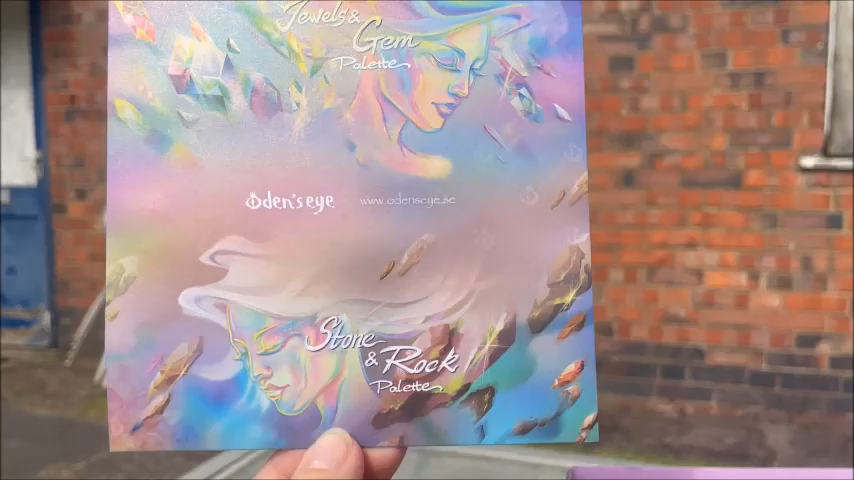 Jewels &
Gem
Palette
Oden's eye www.odenseye.se
Stone
& Rock
Palette